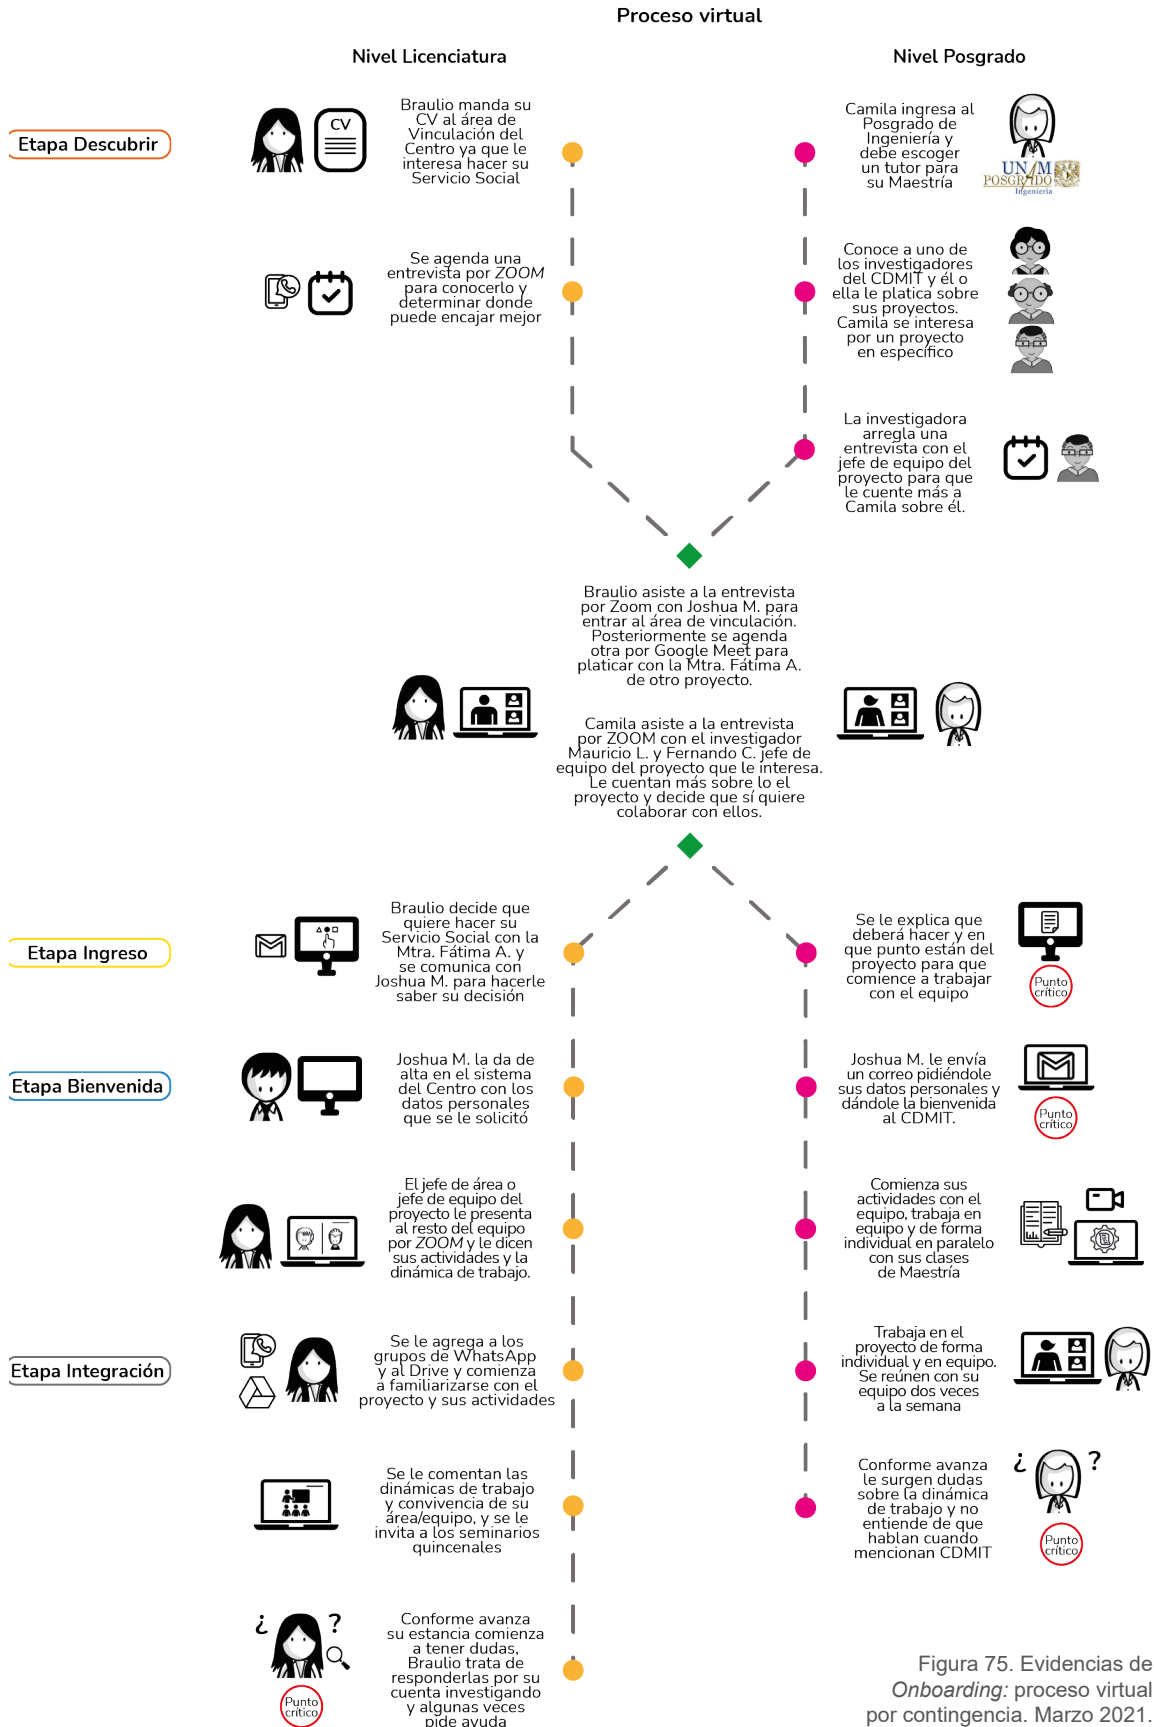 Proceso virtual
Nivel Licenciatura
Nivel Posgrado
Etapa Descubrir
CV
Braulio manda su
CV al área de
Vinculación del
Centro ya que le
interesa hacer su
Servicio Social
Camila ingresa al
Posgrado de
Ingeniería y
debe escoger
un tutor para
su Maestría
UNAM
POSGRADO
Ingeniería
Se agenda una
entrevista por ZOOM
para conocerlo y
determinar donde
puede encajar mejor
Conoce a uno de
los investigadores
del CDMIT y él o
ella le platica sobre
sus proyectos.
Camila se interesa
por un proyecto
en específico
La investigadora
arregla una
entrevista con el
jefe de equipo del
proyecto para que
le cuente más a
Camila sobre él.
Braulio asiste a la entrevista
por Zoom con Joshua M. para
entrar al área de vinculación.
Posteriormente se agenda
otra por Google Meet para
platicar con la Mtra. Fátima A.
de otro proyecto.
Camila asiste a la entrevista
por ZOOM con el investigador
Mauricio L. y Fernando C. jefe de
equipo del proyecto que le interesa.
Le cuentan más sobre lo el
proyecto y decide que sí quiere
colaborar con ellos.
Etapa Ingreso
Braulio decide que
quiere hacer su
Servicio Social con la
Mtra. Fátima A. y
se comunica con
Joshua M. para hacerle
saber su decisión
Se le explica que
deberá hacer y en
que punto están del
proyecto para que
comience a trabajar
con el equipo
Punto
crítico
Etapa Bienvenida
Joshua M. la da de
alta en el sistema
del Centro con los
datos personales
que se le solicitó
Joshua M. le envía
un correo pidiéndole
sus datos personales y
dándole la bienvenida
al CDMIT.
Punto
crítico
El jefe de área o
jefe de equipo del
proyecto le presenta
al resto del equipo
por ZOOM y le dicen
sus actividades y la
dinámica de trabajo.
Comienza sus
actividades con el
equipo, trabaja en
equipo y de forma
individual en paralelo
con sus clases
de Maestría
Etapa Integración
Se le agrega a los
grupos de WhatsApp
y al Drive y comienza
a familiarizarse con el
proyecto y sus actividades
Trabaja en el
proyecto de forma
individual y en equipo.
Se reúnen con su
equipo dos veces
a la semana
Se le comentan las
dinámicas de trabajo
y convivencia de su
área/equipo, y se le
invita a los seminarios
quincenales
Conforme avanza
le surgen dudas
sobre la dinámica
de trabajo y no
entiende de que
hablan cuando
mencionan CDMIT
¿ ?
Punto
crítico
¿ ?
Punto
crítico
Conforme avanza
su estancia comienza
a tener dudas,
Braulio trata de
responderlas por su
cuenta investigando
y algunas veces
pide ayuda
Figura 75. Evidencias de
Onboarding: proceso virtual
por contingencia. Marzo 2021.